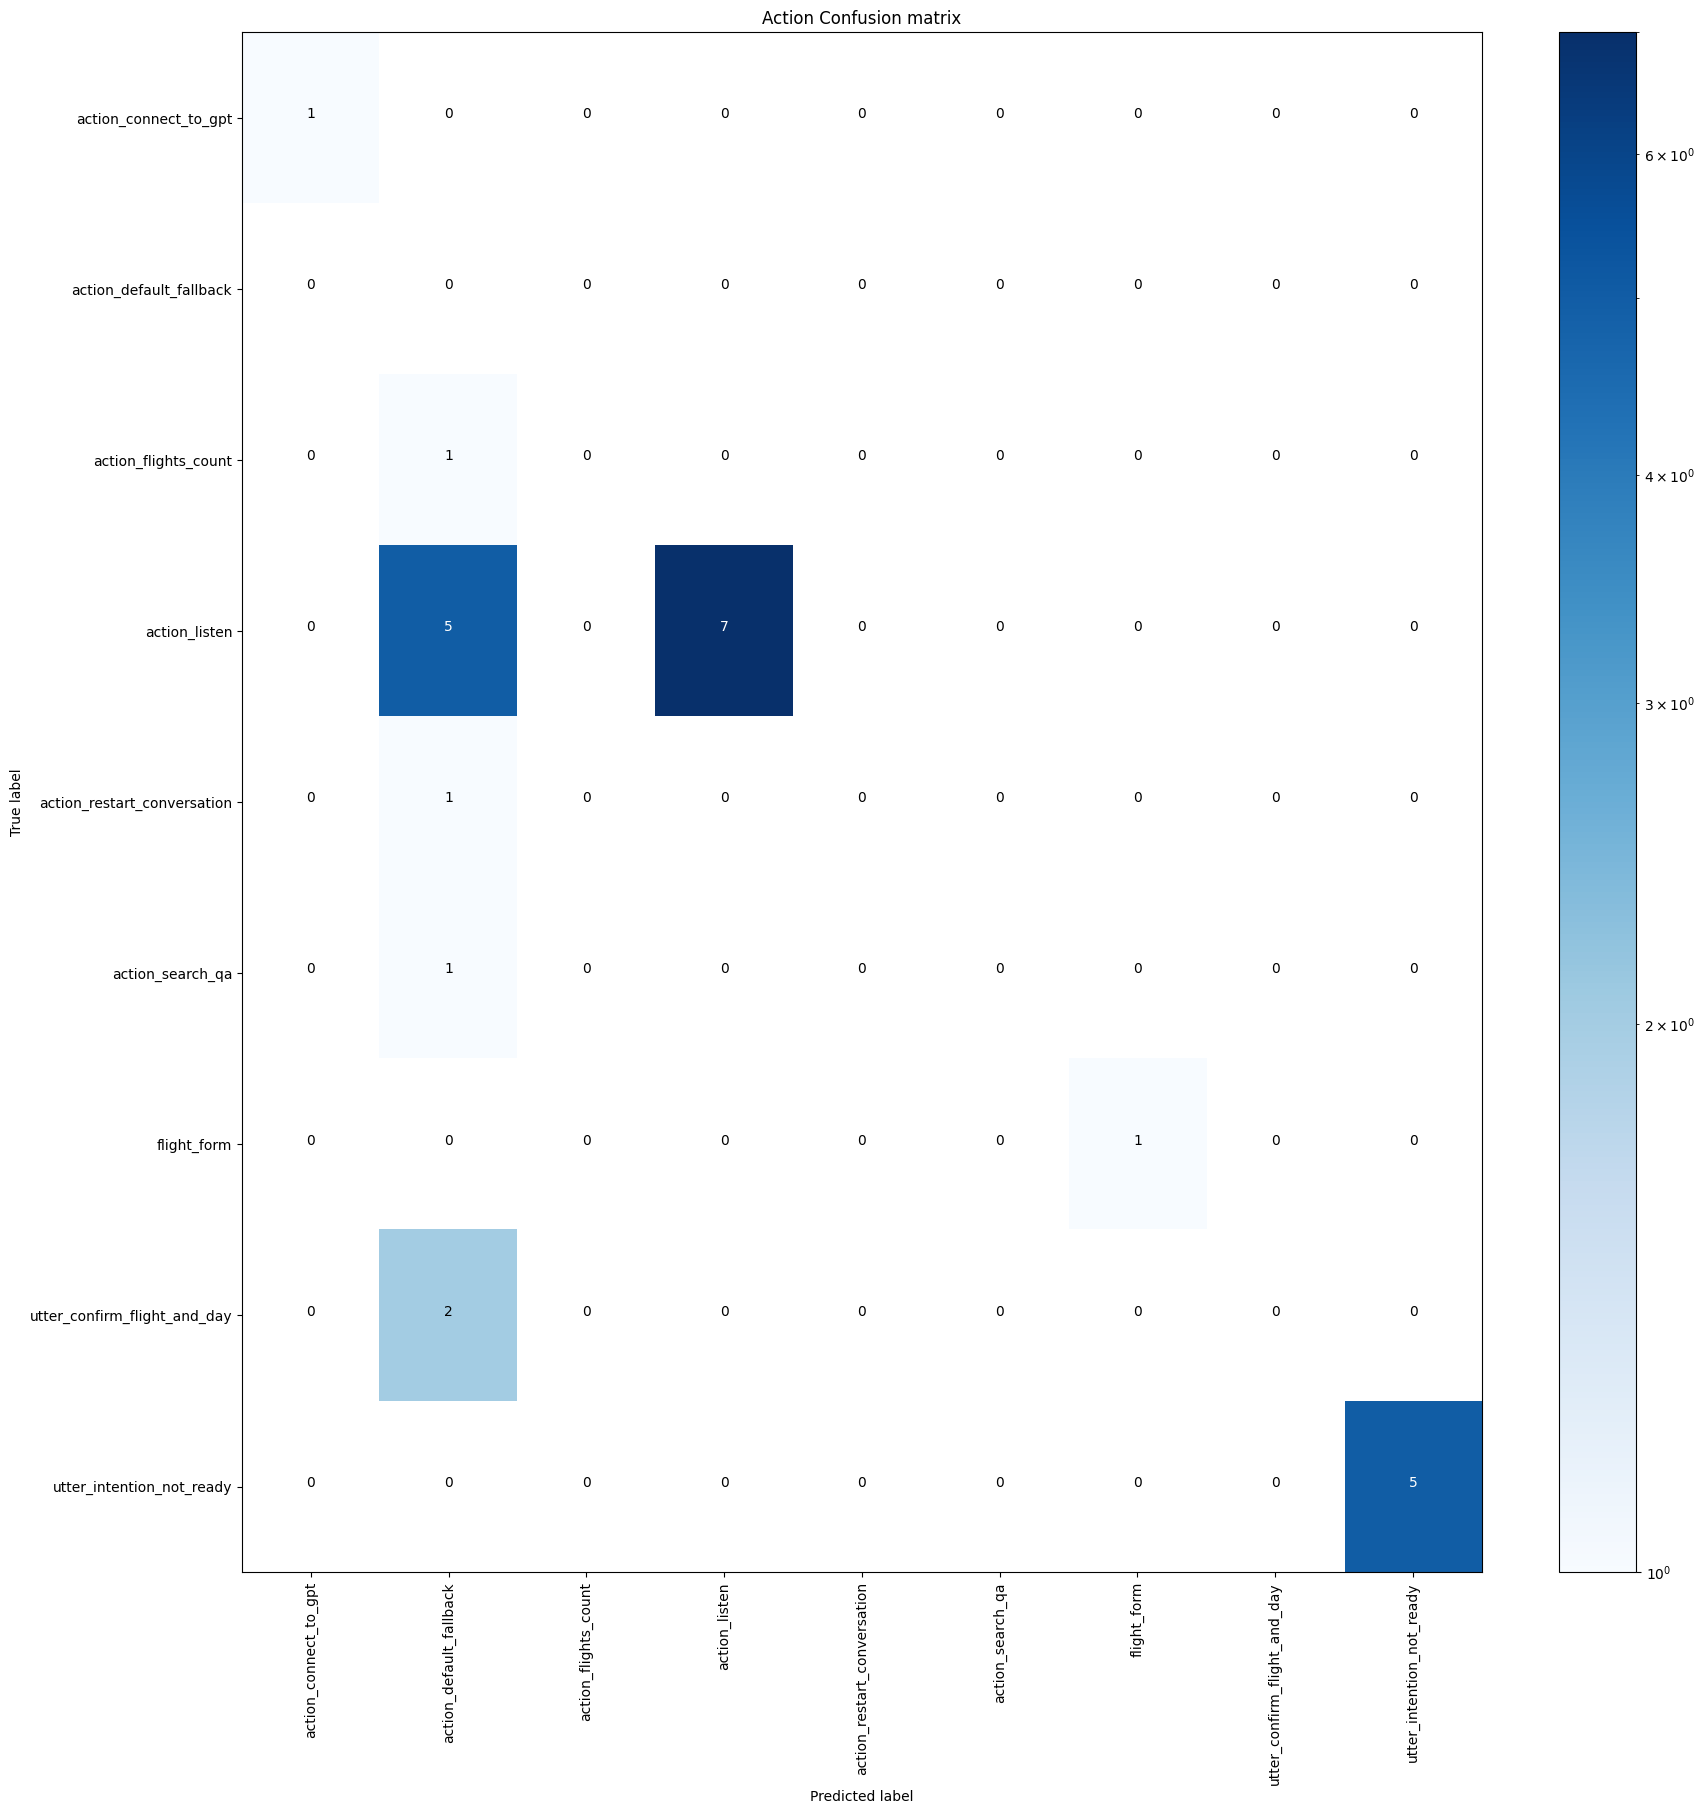 Action Confusion matrix
action_connect_to_gpt 1 0 0 0 0 0 0 0 0
action_default_fallback 0 0 0 0 0 0 0 0 0
action_flights_count 0 1 0 0 0 0 0 0 0
action_listen 0 5 0 7 0 0 0 0 0
action_restart_conversation 0 1 0 0 0 0 0 0 0
action_search_qa 0 1 0 0 0 0 0 0 0
flight_form 0 0 0 0 0 0 1 0 0
utter_confirm_flight_and_day 0 2 0 0 0 0 0 0 0
utter_intention_not_ready 0 0 0 0 0 0 0 0 5
True label
action_connect_to_gpt
action_default_fallback
action_flights_count
action_listen
action_restart_conversation
action_search_qa
flight_form
utter_confirm_flight_and_day
utter_intention_not_ready
Predicted label
6 × 10⁰
4 × 10⁰
3 × 10⁰
2 × 10⁰
10⁰